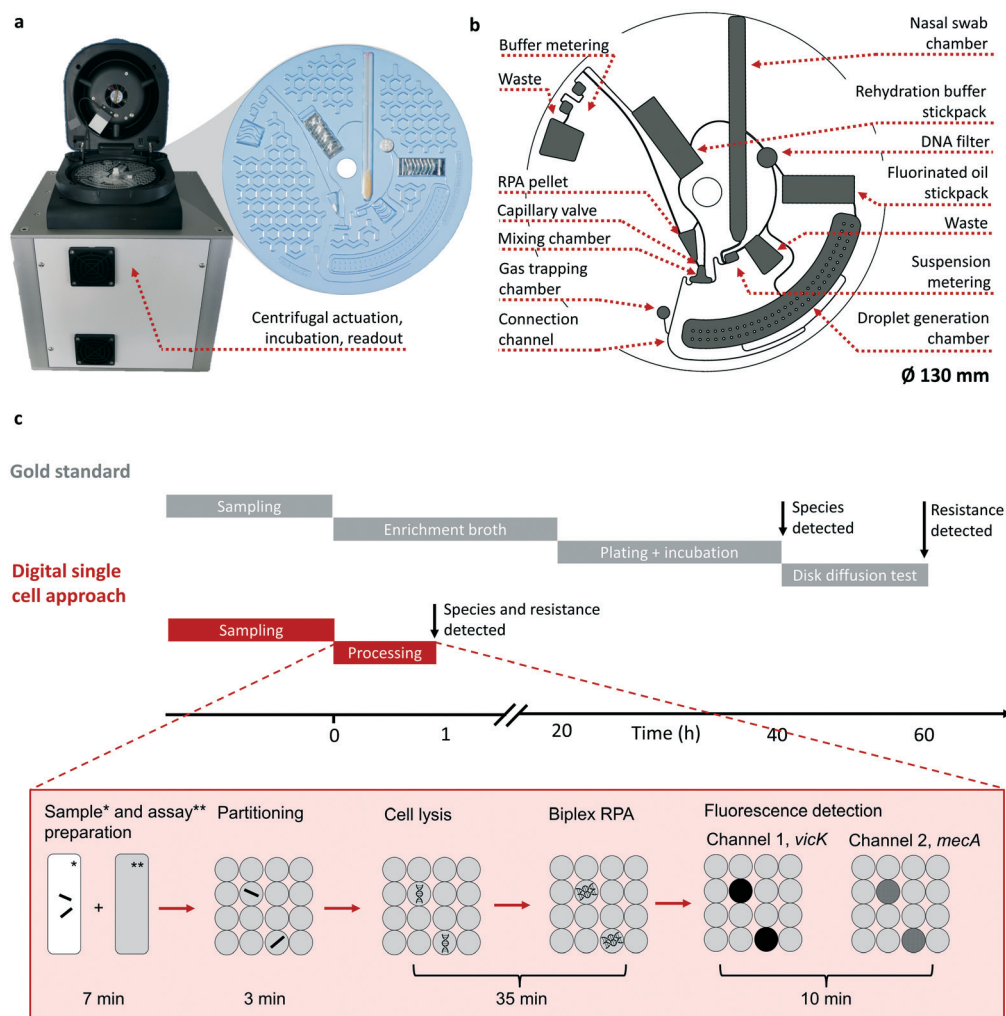 a
Centrifugal actuation,
incubation, readout
b
Buffer metering
Waste
RPA pellet
Capillary valve
Mixing chamber
Gas trapping
chamber
Connection
channel
Nasal swab
chamber
Rehydration buffer
stickpack
DNA filter
Fluorinated oil
stickpack
Waste
Suspension
metering
Droplet generation
chamber
Ø 130 mm
c
Gold standard
Sampling
Enrichment broth
Plating + incubation
Disk diffusion test
Species
detected
Resistance
detected
Digital single
cell approach
Sampling
Processing
Species and resistance
detected
0 1 20 Time (h) 40 60
Sample* and assay**
preparation
Partitioning
Cell lysis
Biplex RPA
Fluorescence detection
Channel 1, vicK
Channel 2, mecA
*
+
**
7 min
3 min
35 min
10 min